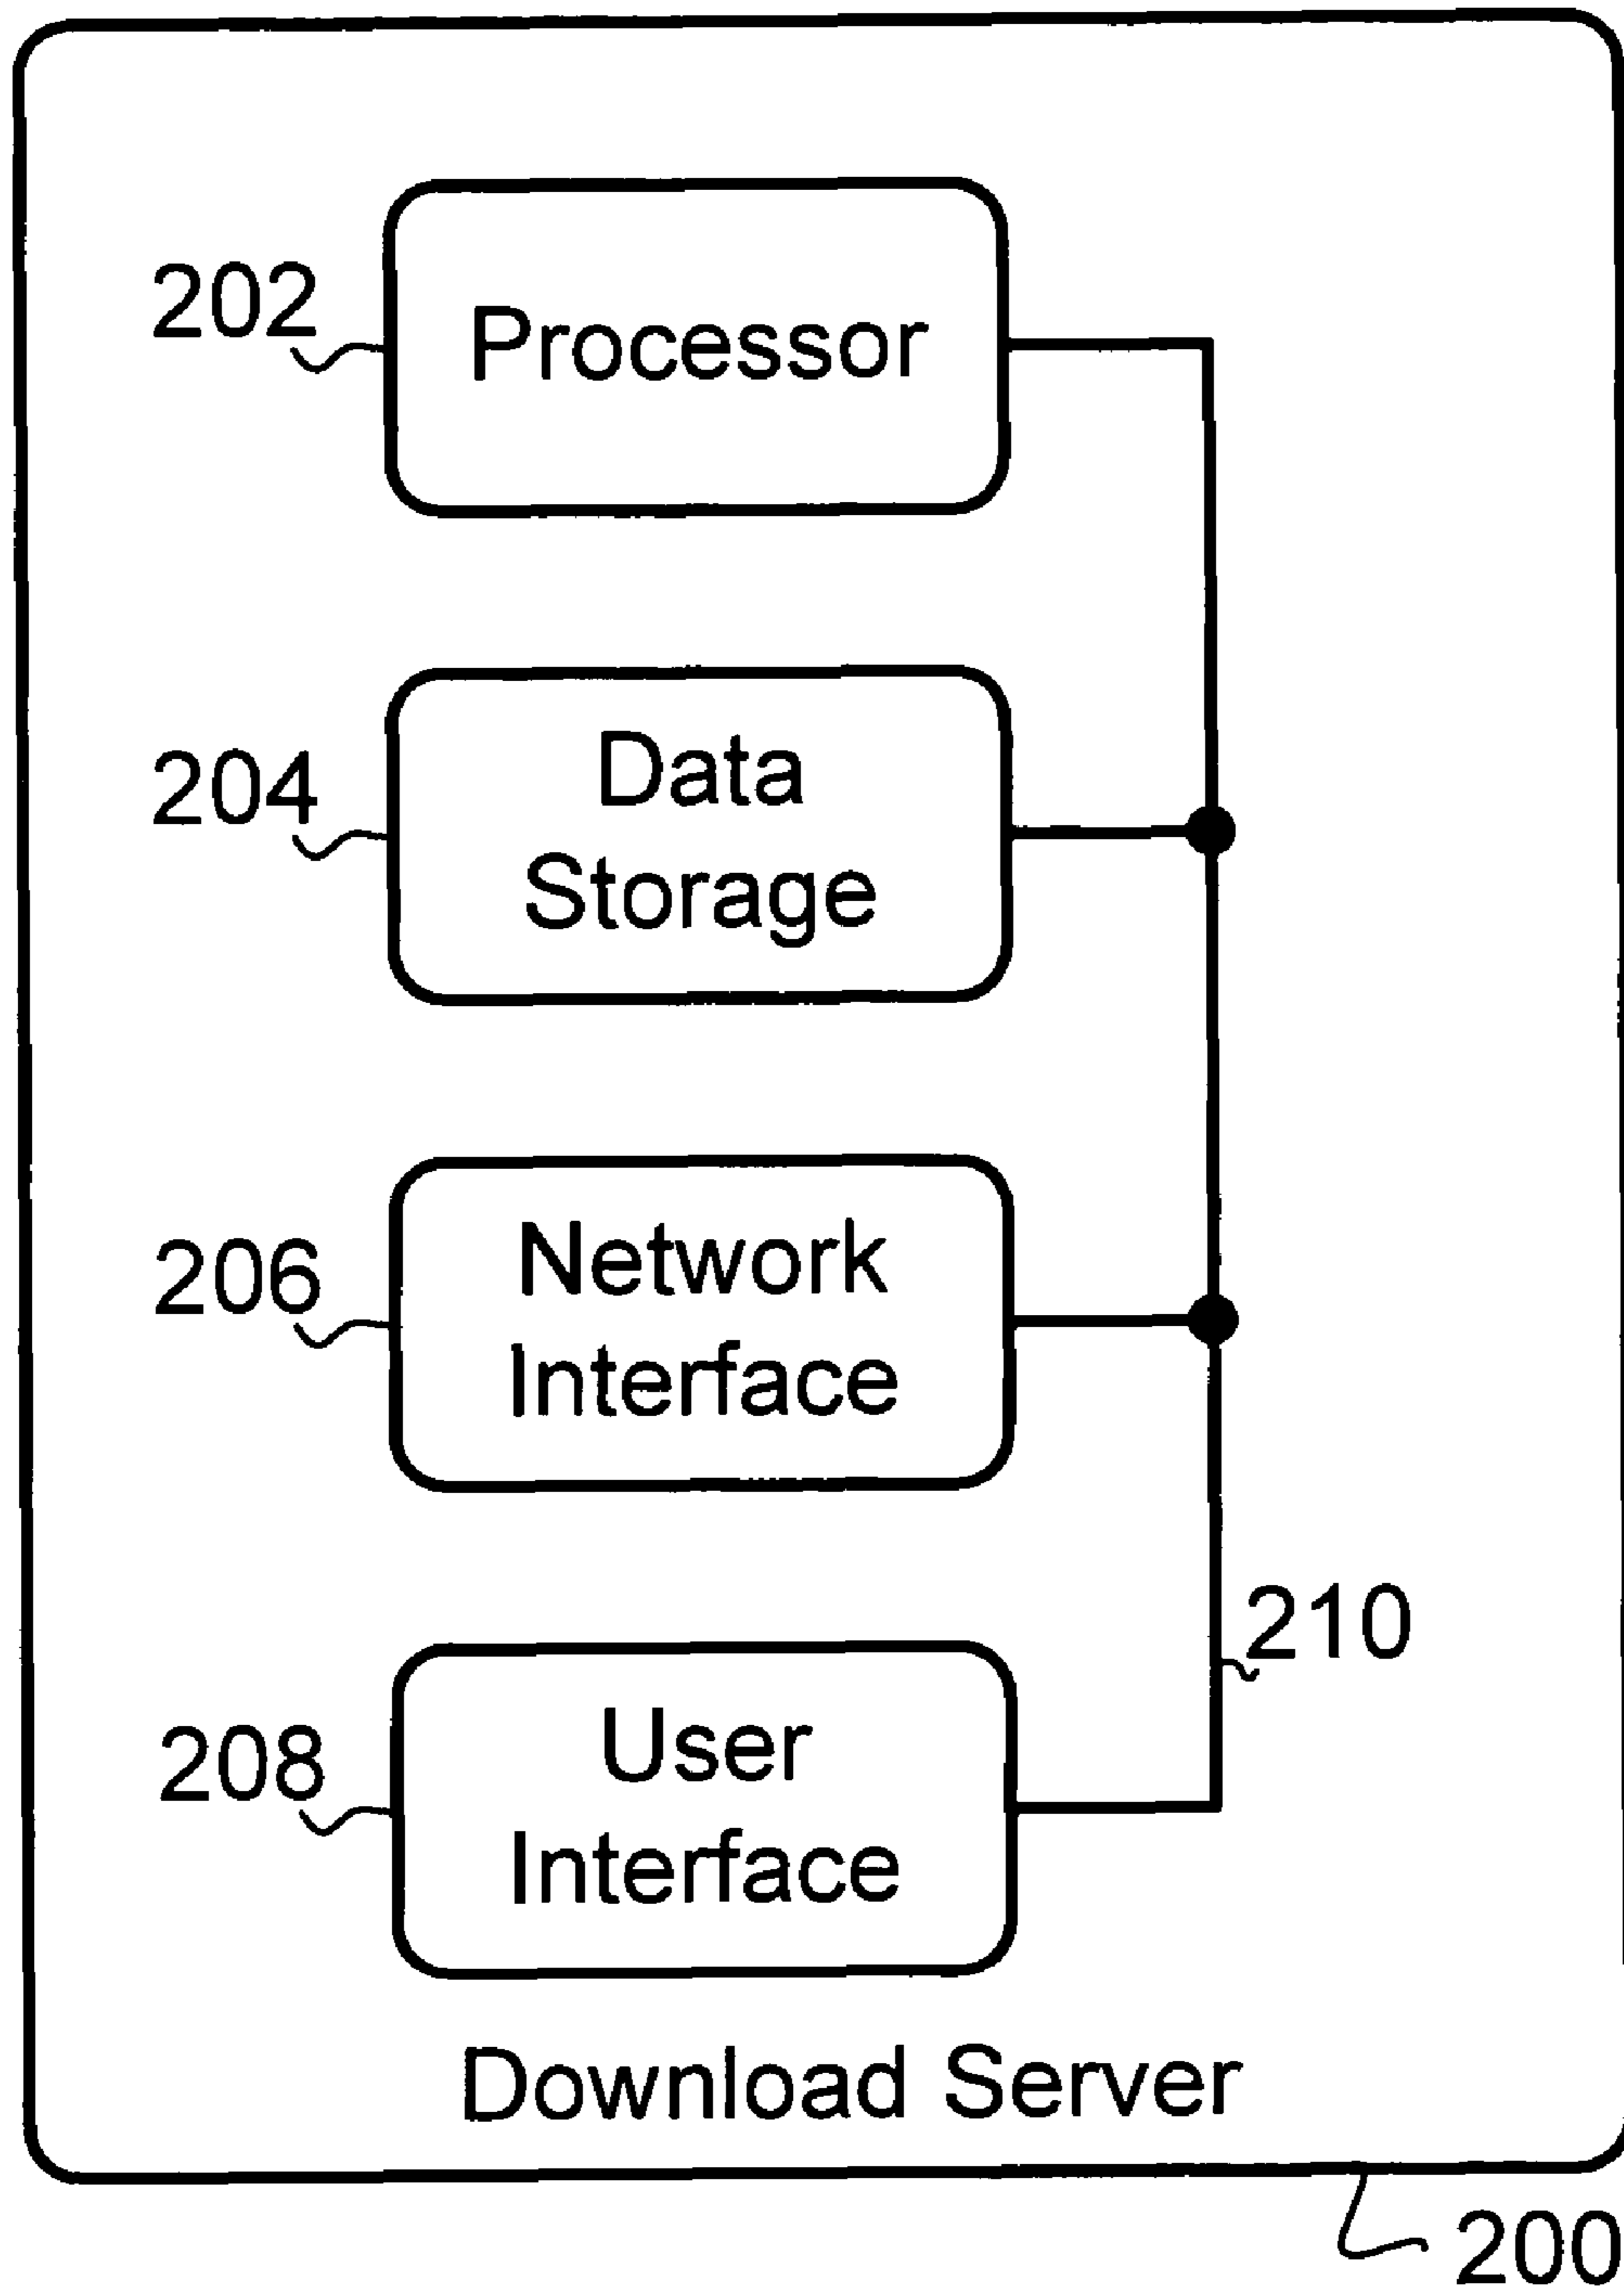 202
Processor
204
Data
Storage
206
Network
Interface
210
208
User
Interface
Download Server
200